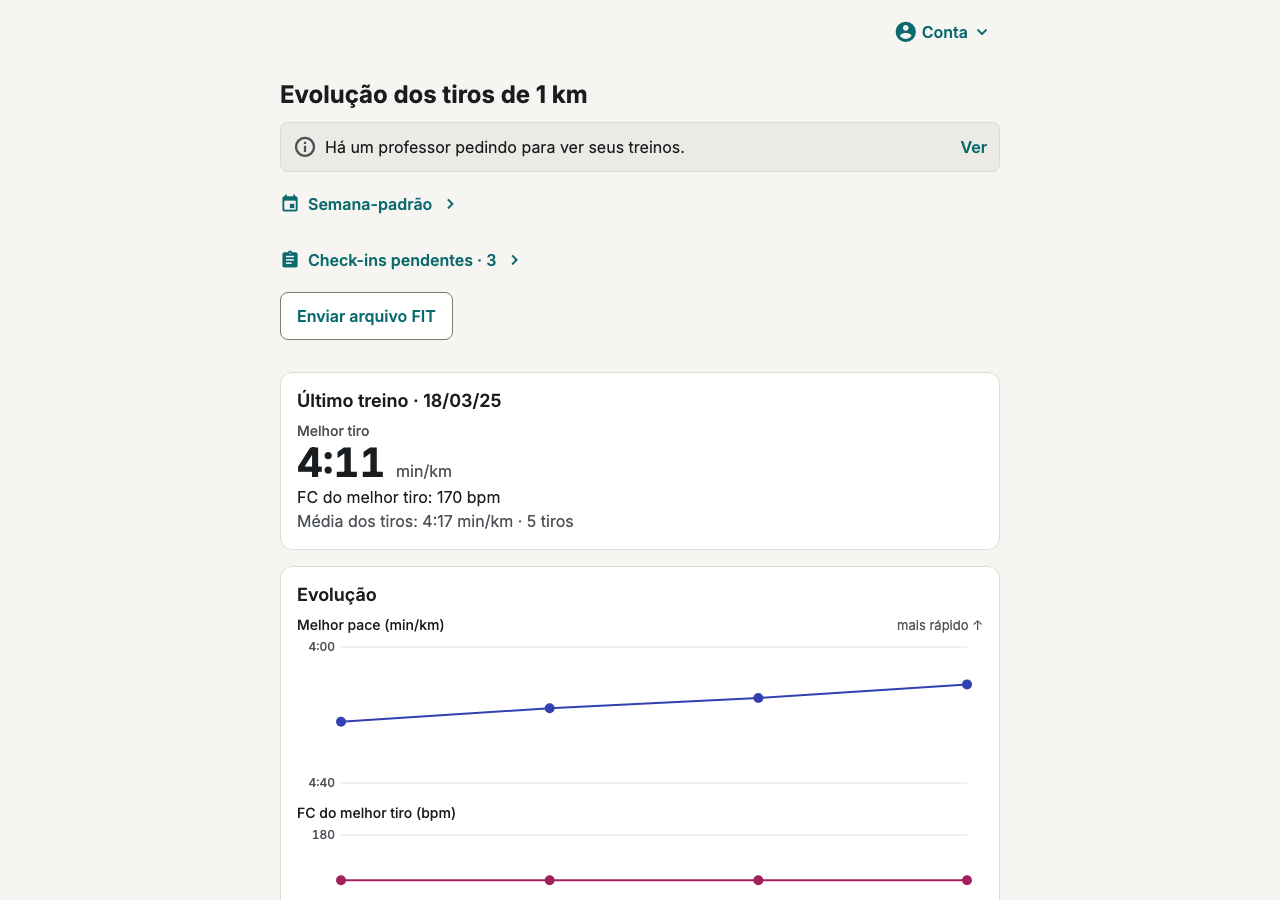 Conta
Evolução dos tiros de 1 km
Há um professor pedindo para ver seus treinos. Ver
Semana-padrão
Check-ins pendentes · 3
Enviar arquivo FIT
Último treino · 18/03/25
Melhor tiro
4:11 min/km
FC do melhor tiro: 170 bpm
Média dos tiros: 4:17 min/km · 5 tiros
Evolução
Melhor pace (min/km) mais rápido ↑
4:00
4:40
FC do melhor tiro (bpm)
180